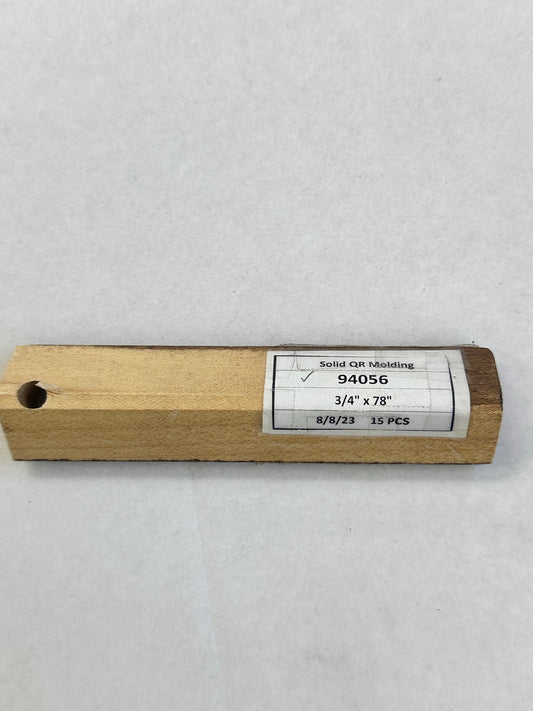 Solid QR Molding
✓ 94056
3/4" x 78"
8/8/23 15 PCS